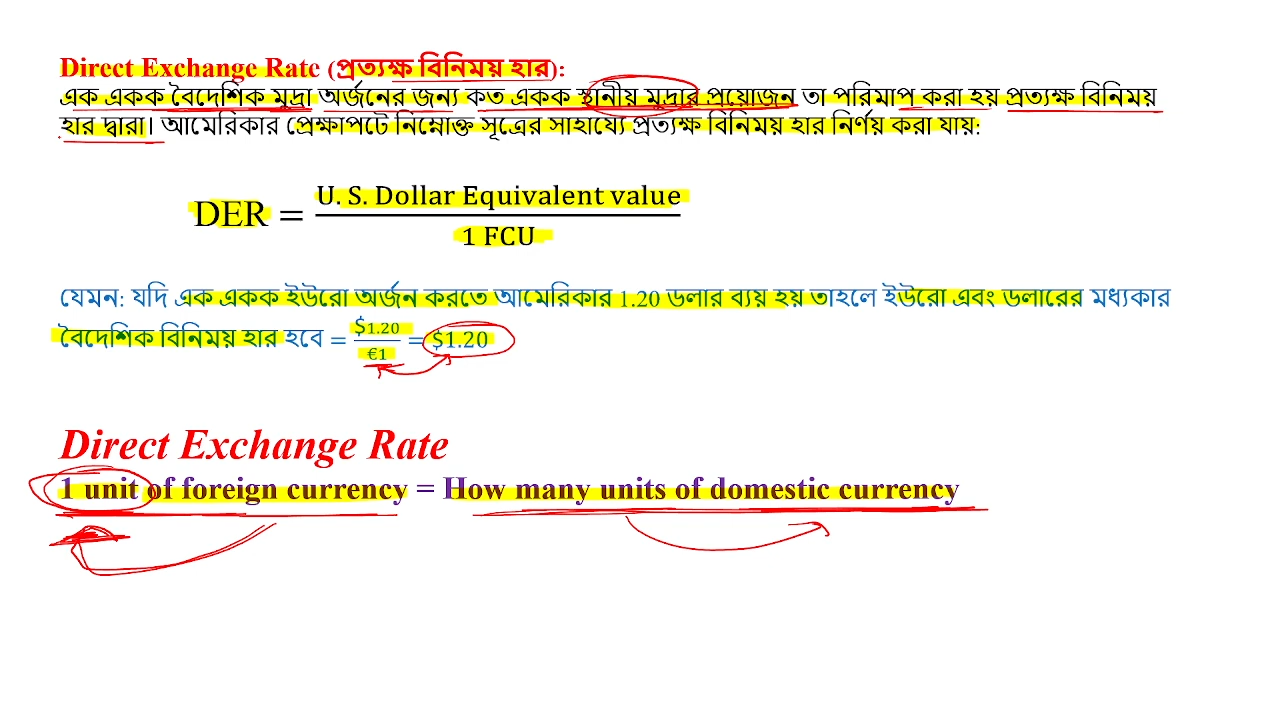 Direct Exchange Rate (প্রত্যক্ষ বিনিময় হার):
এক একক বৈদেশিক মুদ্রা অর্জনের জন্য কত একক স্থানীয় মুদ্রার প্রয়োজন তা পরিমাপ করা হয় প্রত্যক্ষ বিনিময়
হার দ্বারা। আমেরিকার প্রেক্ষাপটে নিম্নোক্ত সূত্রের সাহায্যে প্রত্যক্ষ বিনিময় হার নির্ণয় করা যায়:
U. S. Dollar Equivalent value
DER =
1 FCU
যেমন: যদি এক একক ইউরো অর্জন করতে আমেরিকার 1.20 ডলার ব্যয় হয় তাহলে ইউরো এবং ডলারের মধ্যকার
বৈদেশিক বিনিময় হার হবে = $1.20 / €1 = $1.20
Direct Exchange Rate
1 unit of foreign currency = How many units of domestic currency